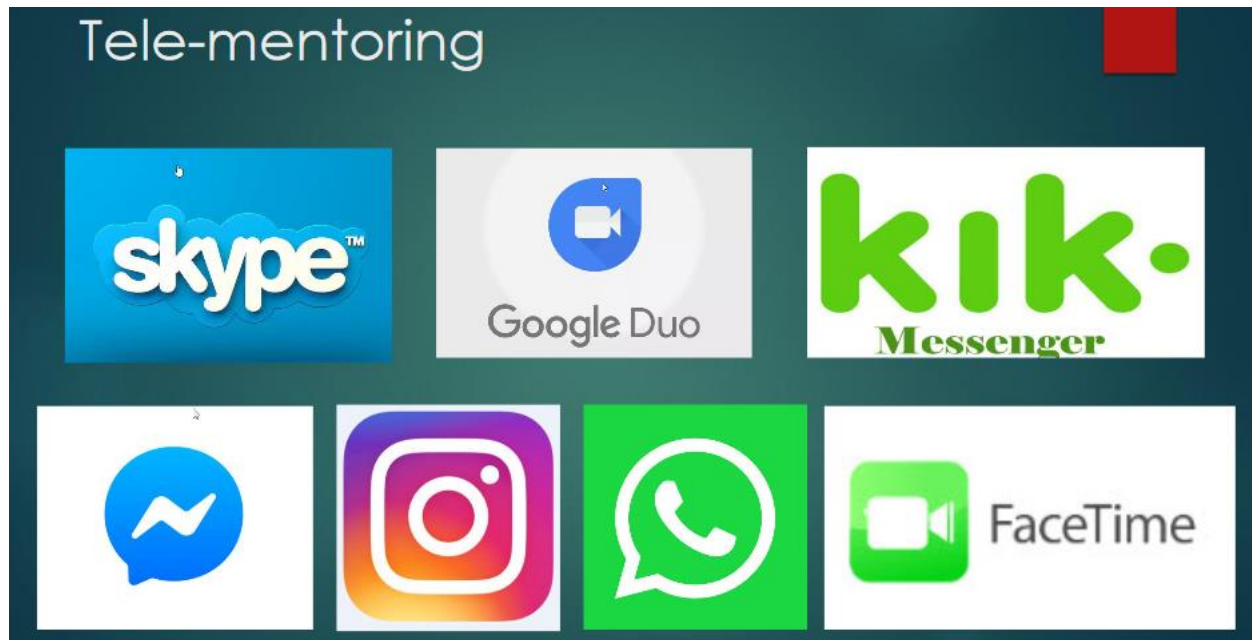 Tele-mentoring
skype™
Google Duo
kik·
Messenger
FaceTime